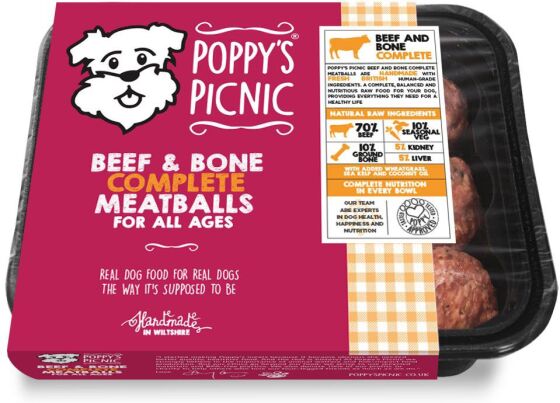 POPPY'S®
PICNIC
BEEF & BONE
COMPLETE
MEATBALLS
FOR ALL AGES
REAL DOG FOOD FOR REAL DOGS
THE WAY IT'S SUPPOSED TO BE
Handmade
IN WILTSHIRE
BEEF AND
BONE
COMPLETE
POPPY'S PICNIC BEEF AND BONE COMPLETE
MEATBALLS ARE HANDMADE WITH
FRESH BRITISH HUMAN-GRADE
INGREDIENTS. A COMPLETE, BALANCED AND
NUTRITIOUS RAW FOOD FOR YOUR DOG,
PROVIDING EVERYTHING THEY NEED FOR A
HEALTHY LIFE
NATURAL RAW INGREDIENTS
70%
BEEF
10%
SEASONAL
VEG
10%
GROUND
BONE
5% KIDNEY
5% LIVER
WITH ADDED WHEATGRASS,
SEA KELP AND COCONUT OIL
COMPLETE NUTRITION
IN EVERY BOWL
OUR TEAM
ARE EXPERTS
IN DOG HEALTH,
HAPPINESS AND
NUTRITION
POPPY
APPROVED
POPPY'S
PICNIC
BEEF & BONE
COMPLETE
MEATBALLS
POPPYSPICNIC.CO.UK